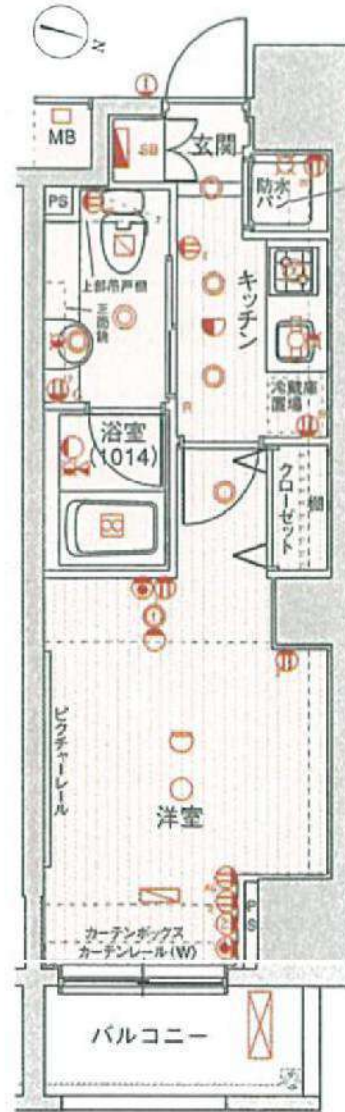 N
MB
SB
玄関
PS
防水
パン
上部吊戸棚
正面鏡
キッチン
冷蔵庫
置場
浴室
(1014)
クローゼット
棚
ピクチャーレール
洋室
PS
カーテンボックス
カーテンレール(W)
バルコニー